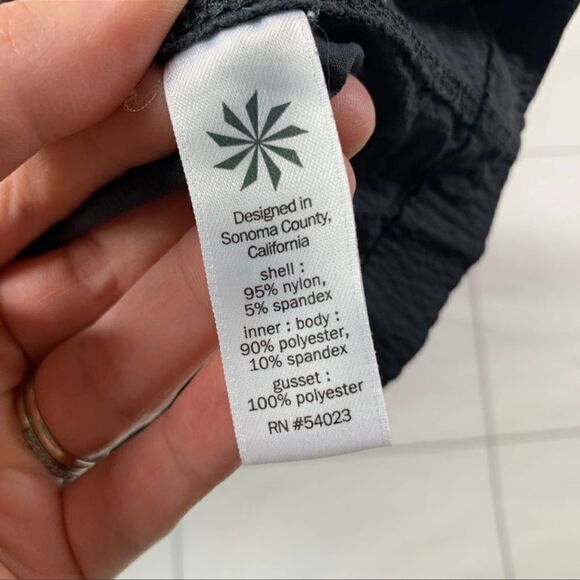 Designed in
Sonoma County,
California
shell :
95% nylon,
5% spandex
inner : body :
90% polyester,
10% spandex
gusset :
100% polyester
RN #54023